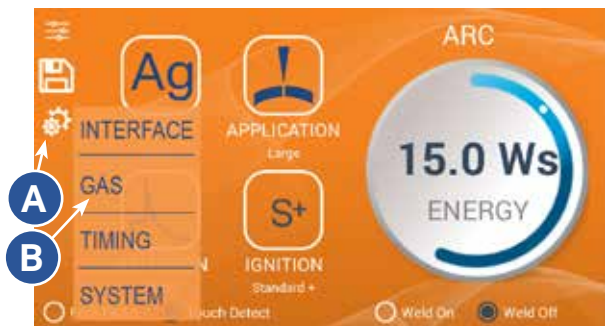 ARC
Ag
INTERFACE
APPLICATION
Large
15.0 Ws
ENERGY
A
GAS
B
S+
TIMING
N
IGNITION
Standard +
SYSTEM
uch Detect
Weld On
Weld Off